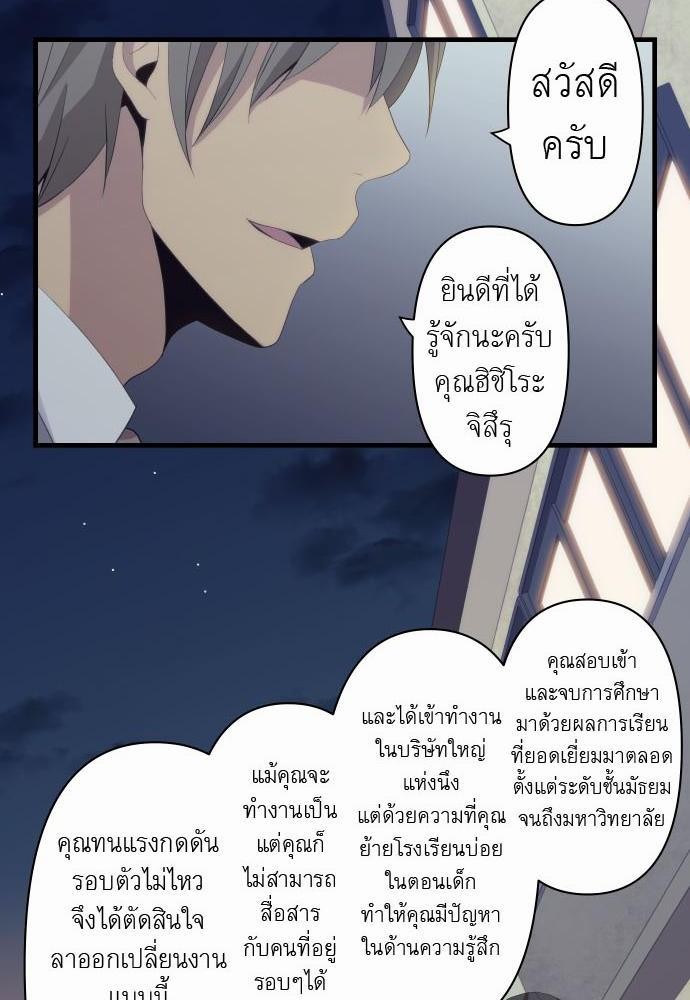 สวัสดี
ครับ
ยินดีที่ได้
รู้จักนะครับ
คุณฮิชิโระ
จิสึรุ
คุณสอบเข้า
และจบการศึกษา
มาด้วยผลการเรียน
ที่ยอดเยี่ยมมาตลอด
ตั้งแต่ระดับชั้นมัธยม
จนถึงมหาวิทยาลัย
และได้เข้าทำงาน
ในบริษัทใหญ่
แห่งนึง
แต่ด้วยความที่คุณ
ย้ายโรงเรียนบ่อย
ในตอนเด็ก
ทำให้คุณมีปัญหา
ในด้านความรู้สึก
แม้คุณจะ
ทำงานเป็น
แต่คุณก็
ไม่สามารถ
สื่อสาร
กับคนที่อยู่
รอบๆได้
คุณทนแรงกดดัน
รอบตัวไม่ไหว
จึงได้ตัดสินใจ
ลาออกเปลี่ยนงาน
แบบนี้